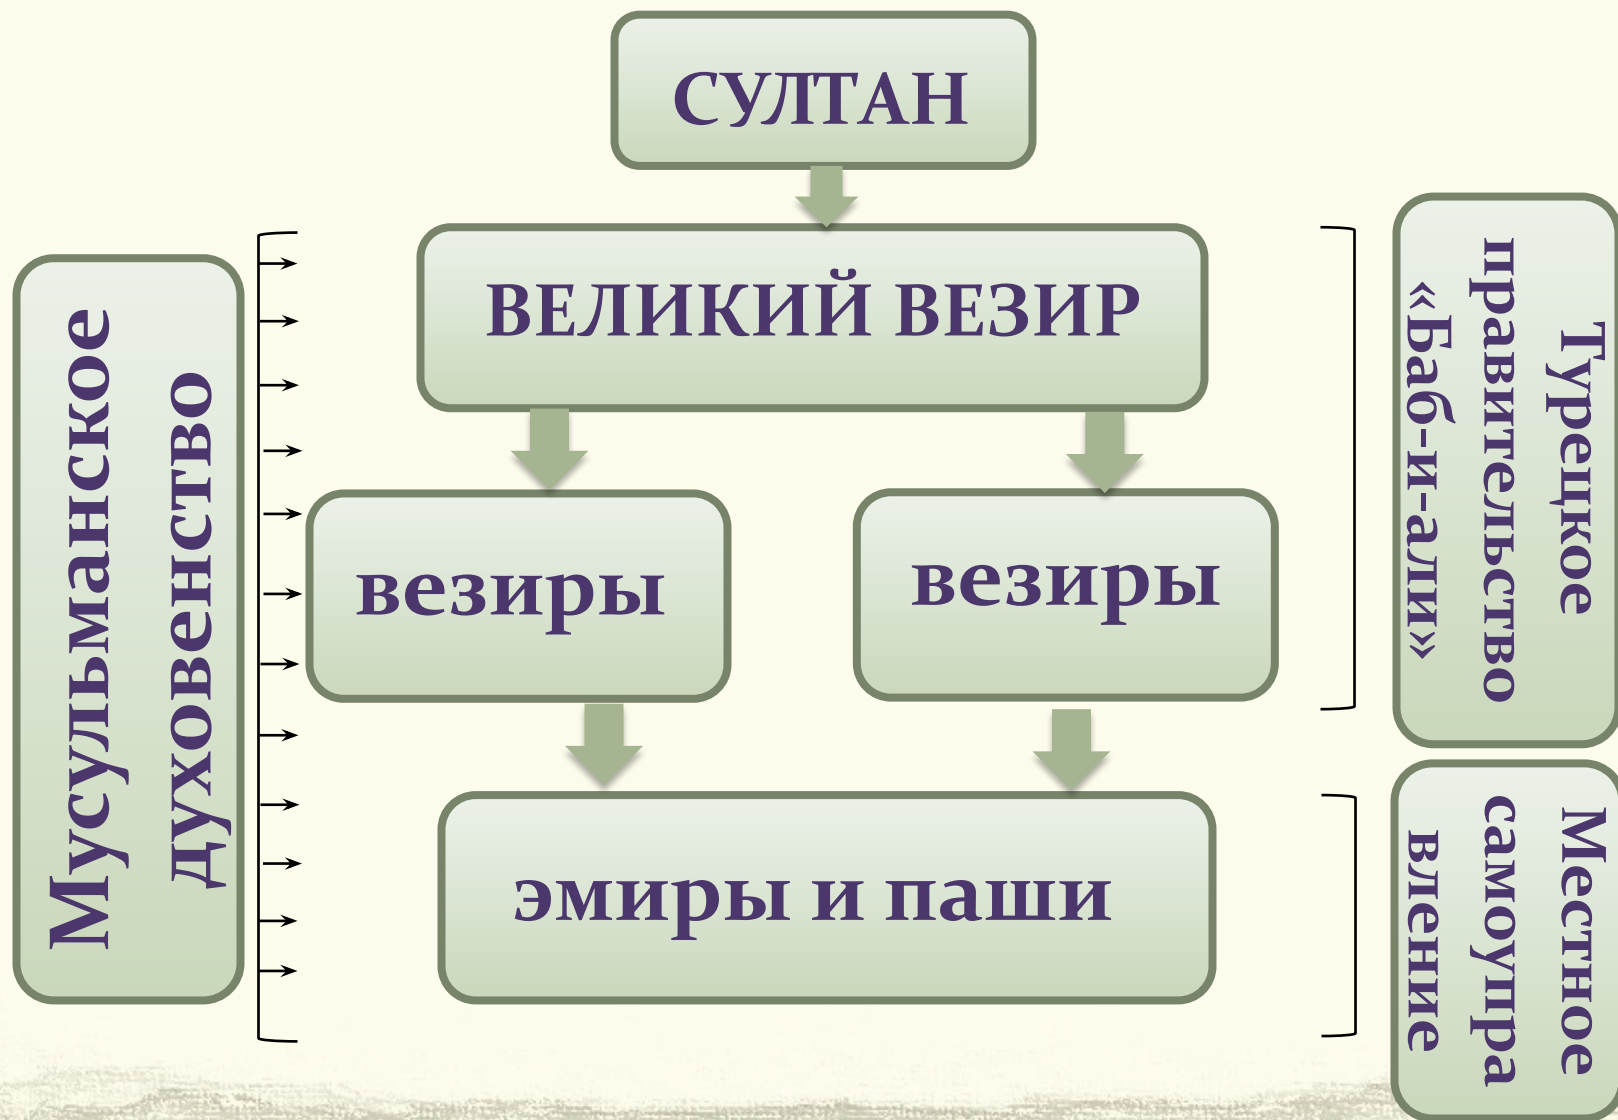 СУЛТАН
ВЕЛИКИЙ ВЕЗИР
везиры
везиры
эмиры и паши
Мусульманское
духовенство
Турецкое
правительство
«Баб-и-али»
Местное
самоупра
вление